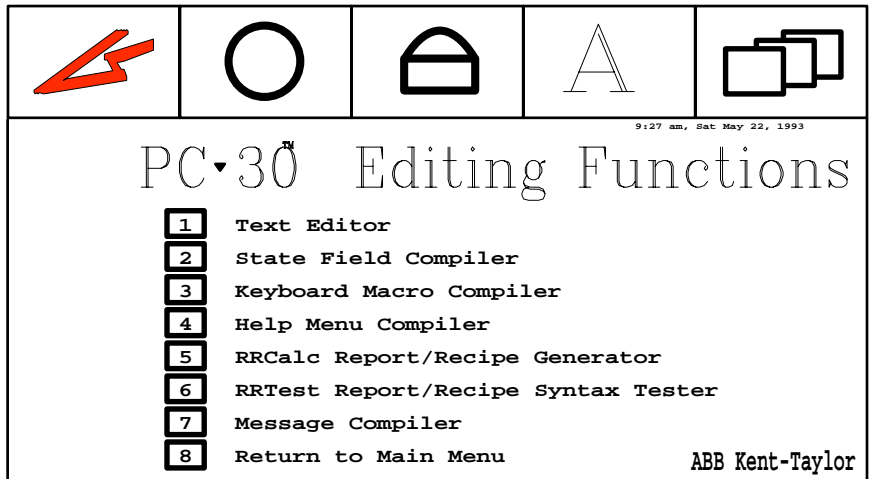 A
9:27 am, Sat May 22, 1993
PC▾30™ Editing Functions
1 Text Editor
2 State Field Compiler
3 Keyboard Macro Compiler
4 Help Menu Compiler
5 RRCalc Report/Recipe Generator
6 RRTest Report/Recipe Syntax Tester
7 Message Compiler
8 Return to Main Menu
ABB Kent-Taylor